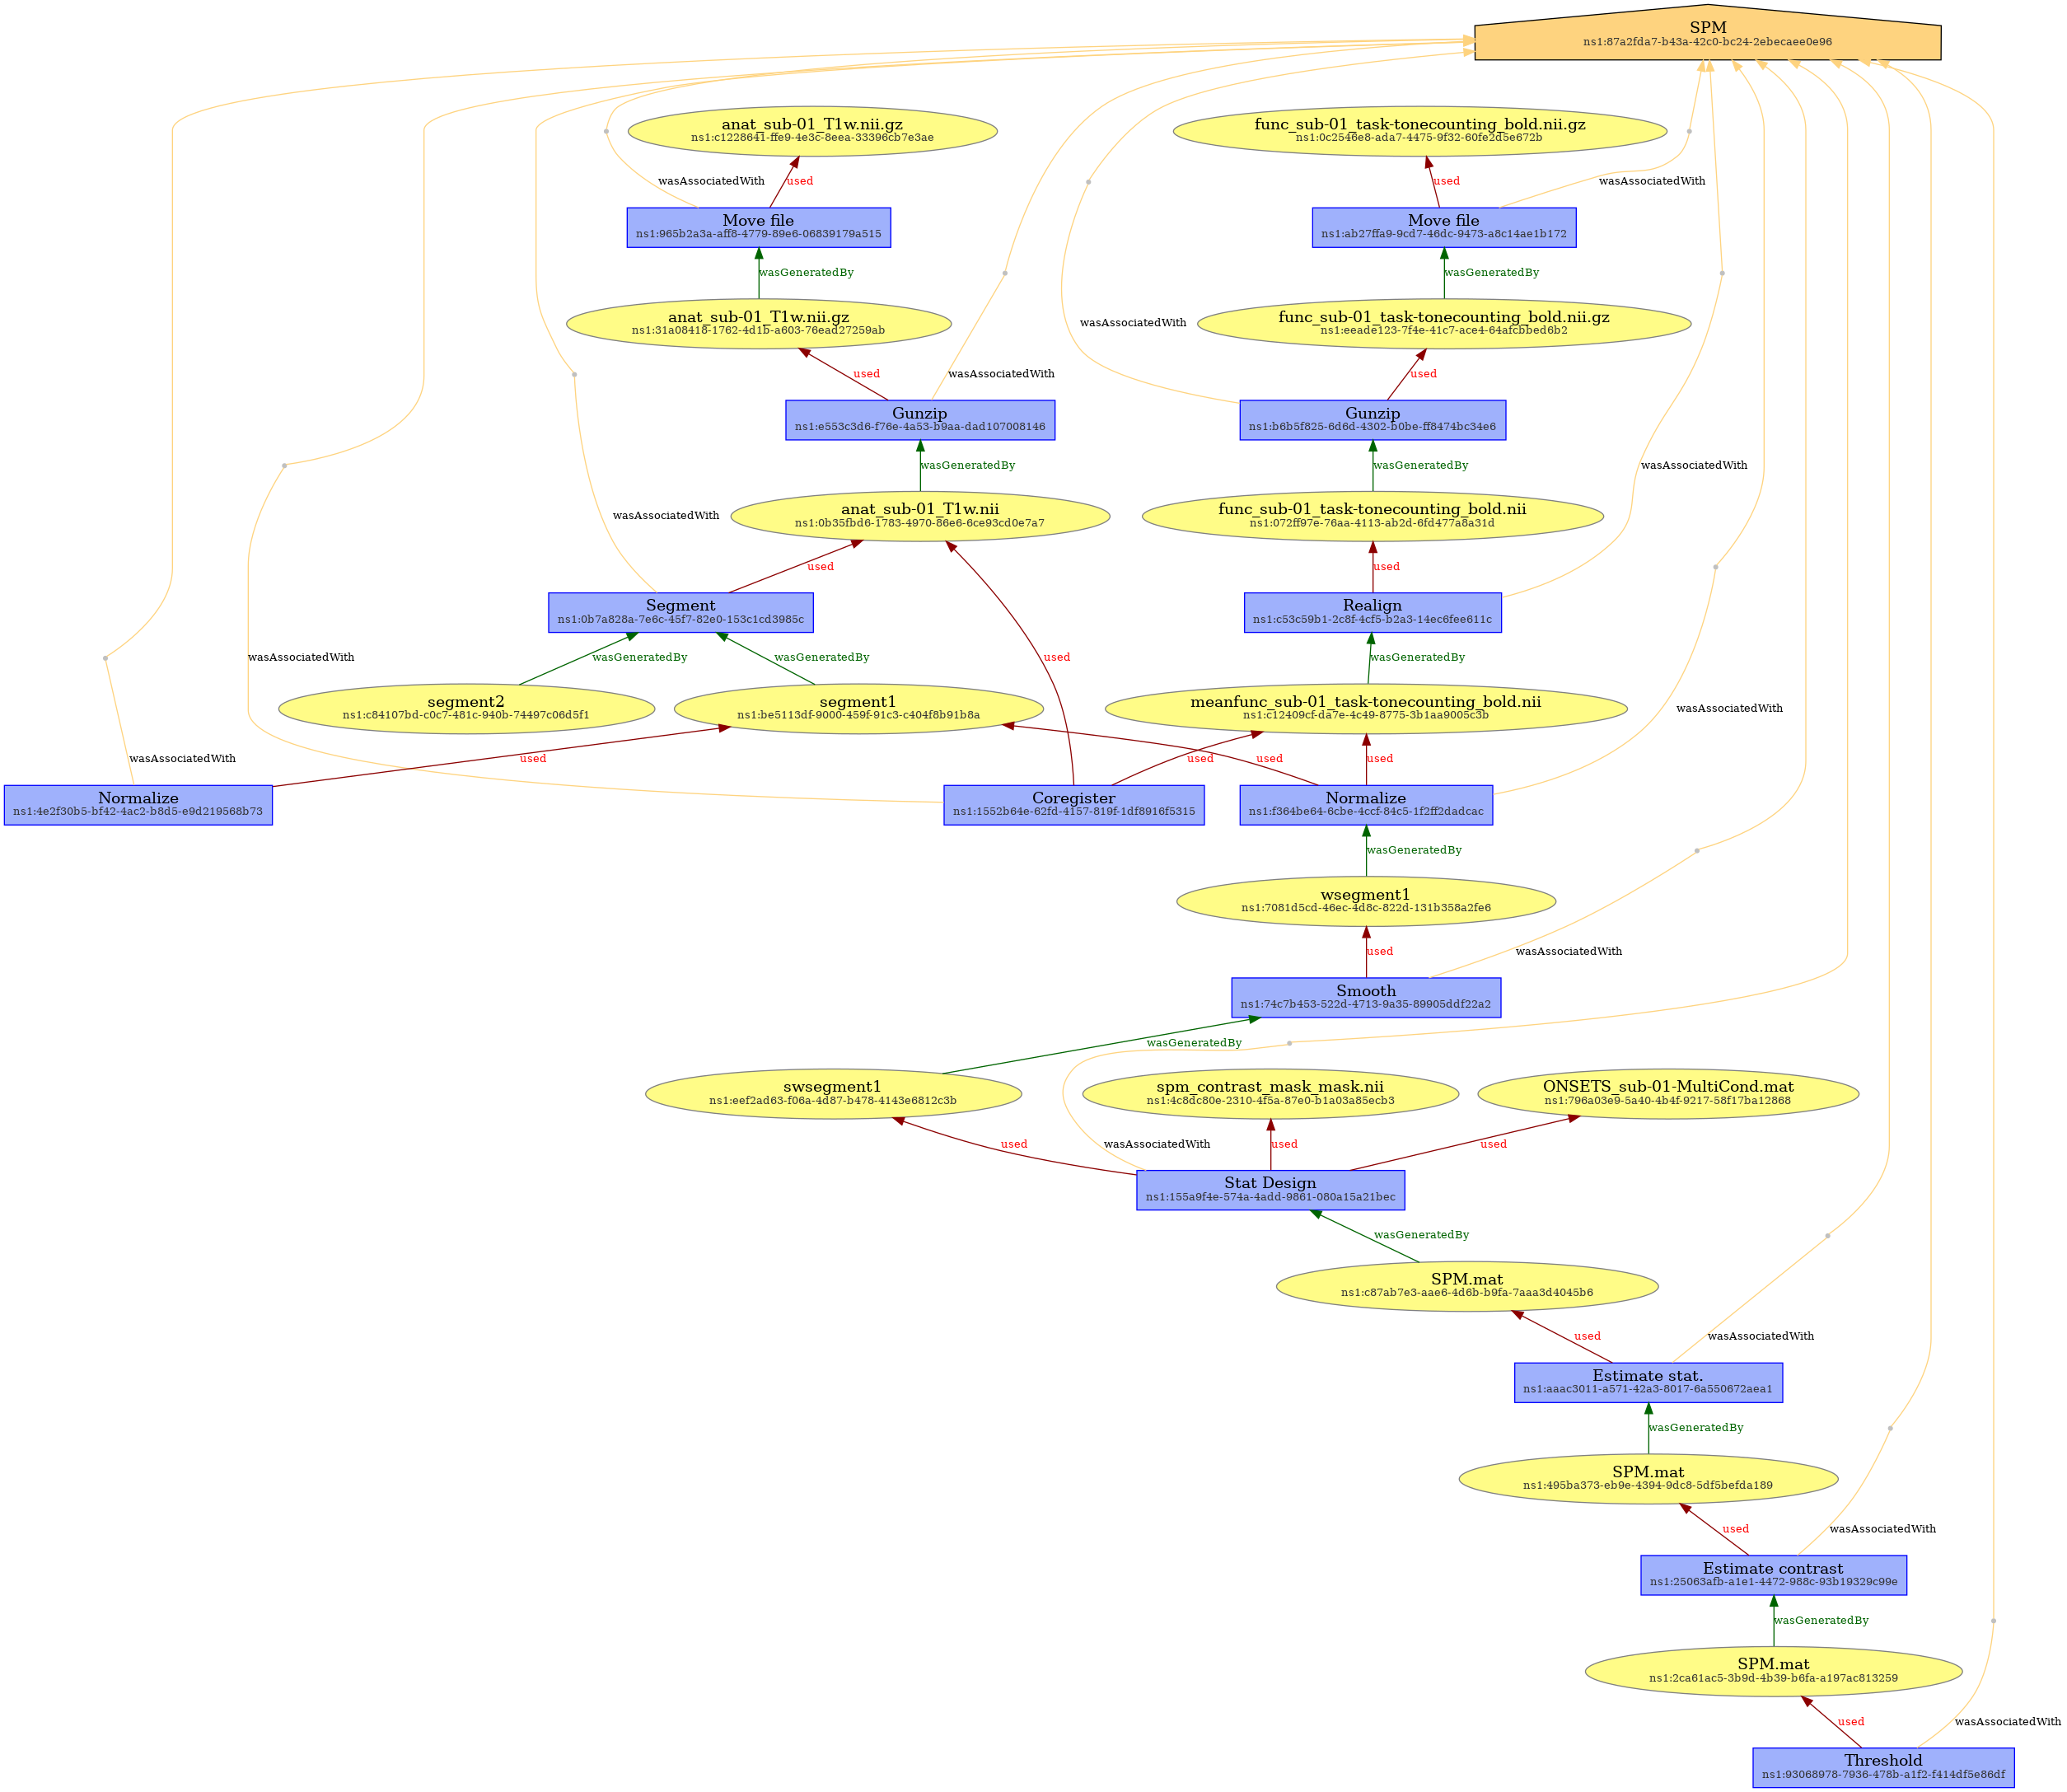 SPM
ns1:87a2fda7-b43a-42c0-bc24-2ebecaee0e96
anat_sub-01_T1w.nii.gz
ns1:c1228641-ffe9-4e3c-8eea-33396cb7e3ae
func_sub-01_task-tonecounting_bold.nii.gz
ns1:0c2546e8-ada7-4475-9f32-60fe2d5e672b
wasAssociatedWith
used
used
wasAssociatedWith
Move file
ns1:965b2a3a-aff8-4779-89e6-06839179a515
Move file
ns1:ab27ffa9-9cd7-46dc-9473-a8c14ae1b172
wasGeneratedBy
wasGeneratedBy
anat_sub-01_T1w.nii.gz
ns1:31a08418-1762-4d1b-a603-76ead27259ab
wasAssociatedWith
func_sub-01_task-tonecounting_bold.nii.gz
ns1:eeade123-7f4e-41c7-ace4-64afcbbed6b2
used
wasAssociatedWith
used
Gunzip
ns1:e553c3d6-f76e-4a53-b9aa-dad107008146
Gunzip
ns1:b6b5f825-6d6d-4302-b0be-ff8474bc34e6
wasGeneratedBy
wasGeneratedBy
wasAssociatedWith
wasAssociatedWith
anat_sub-01_T1w.nii
ns1:0b35fbd6-1783-4970-86e6-6ce93cd0e7a7
func_sub-01_task-tonecounting_bold.nii
ns1:072ff97e-76aa-4113-ab2d-6fd477a8a31d
used
used
Segment
ns1:0b7a828a-7e6c-45f7-82e0-153c1cd3985c
Realign
ns1:c53c59b1-2c8f-4cf5-b2a3-14ec6fee611c
wasAssociatedWith
wasGeneratedBy
wasGeneratedBy
used
wasGeneratedBy
segment2
ns1:c84107bd-c0c7-481c-940b-74497c06d5f1
segment1
ns1:be5113df-9000-459f-91c3-c404f8b91b8a
meanfunc_sub-01_task-tonecounting_bold.nii
ns1:c12409cf-da7e-4c49-8775-3b1aa9005c3b
wasAssociatedWith
wasAssociatedWith
used
used
used
used
Normalize
ns1:4e2f30b5-bf42-4ac2-b8d5-e9d219568b73
Coregister
ns1:1552b64e-62fd-4157-819f-1df8916f5315
Normalize
ns1:f364be64-6cbe-4ccf-84c5-1f2ff2dadcac
wasGeneratedBy
wsegment1
ns1:7081d5cd-46ec-4d8c-822d-131b358a2fe6
used
wasAssociatedWith
Smooth
ns1:74c7b453-522d-4713-9a35-89905ddf22a2
wasGeneratedBy
swsegment1
ns1:eef2ad63-f06a-4d87-b478-4143e6812c3b
spm_contrast_mask_mask.nii
ns1:4c8dc80e-2310-4f5a-87e0-b1a03a85ecb3
ONSETS_sub-01-MultiCond.mat
ns1:796a03e9-5a40-4b4f-9217-58f17ba12868
used
wasAssociatedWith
used
used
Stat Design
ns1:155a9f4e-574a-4add-9861-080a15a21bec
wasGeneratedBy
SPM.mat
ns1:c87ab7e3-aae6-4d6b-b9fa-7aaa3d4045b6
used
wasAssociatedWith
Estimate stat.
ns1:aaac3011-a571-42a3-8017-6a550672aea1
wasGeneratedBy
SPM.mat
ns1:495ba373-eb9e-4394-9dc8-5df5befda189
used
wasAssociatedWith
Estimate contrast
ns1:25063afb-a1e1-4472-988c-93b19329c99e
wasGeneratedBy
SPM.mat
ns1:2ca61ac5-3b9d-4b39-b6fa-a197ac813259
used
wasAssociatedWith
Threshold
ns1:93068978-7936-478b-a1f2-f414df5e86df